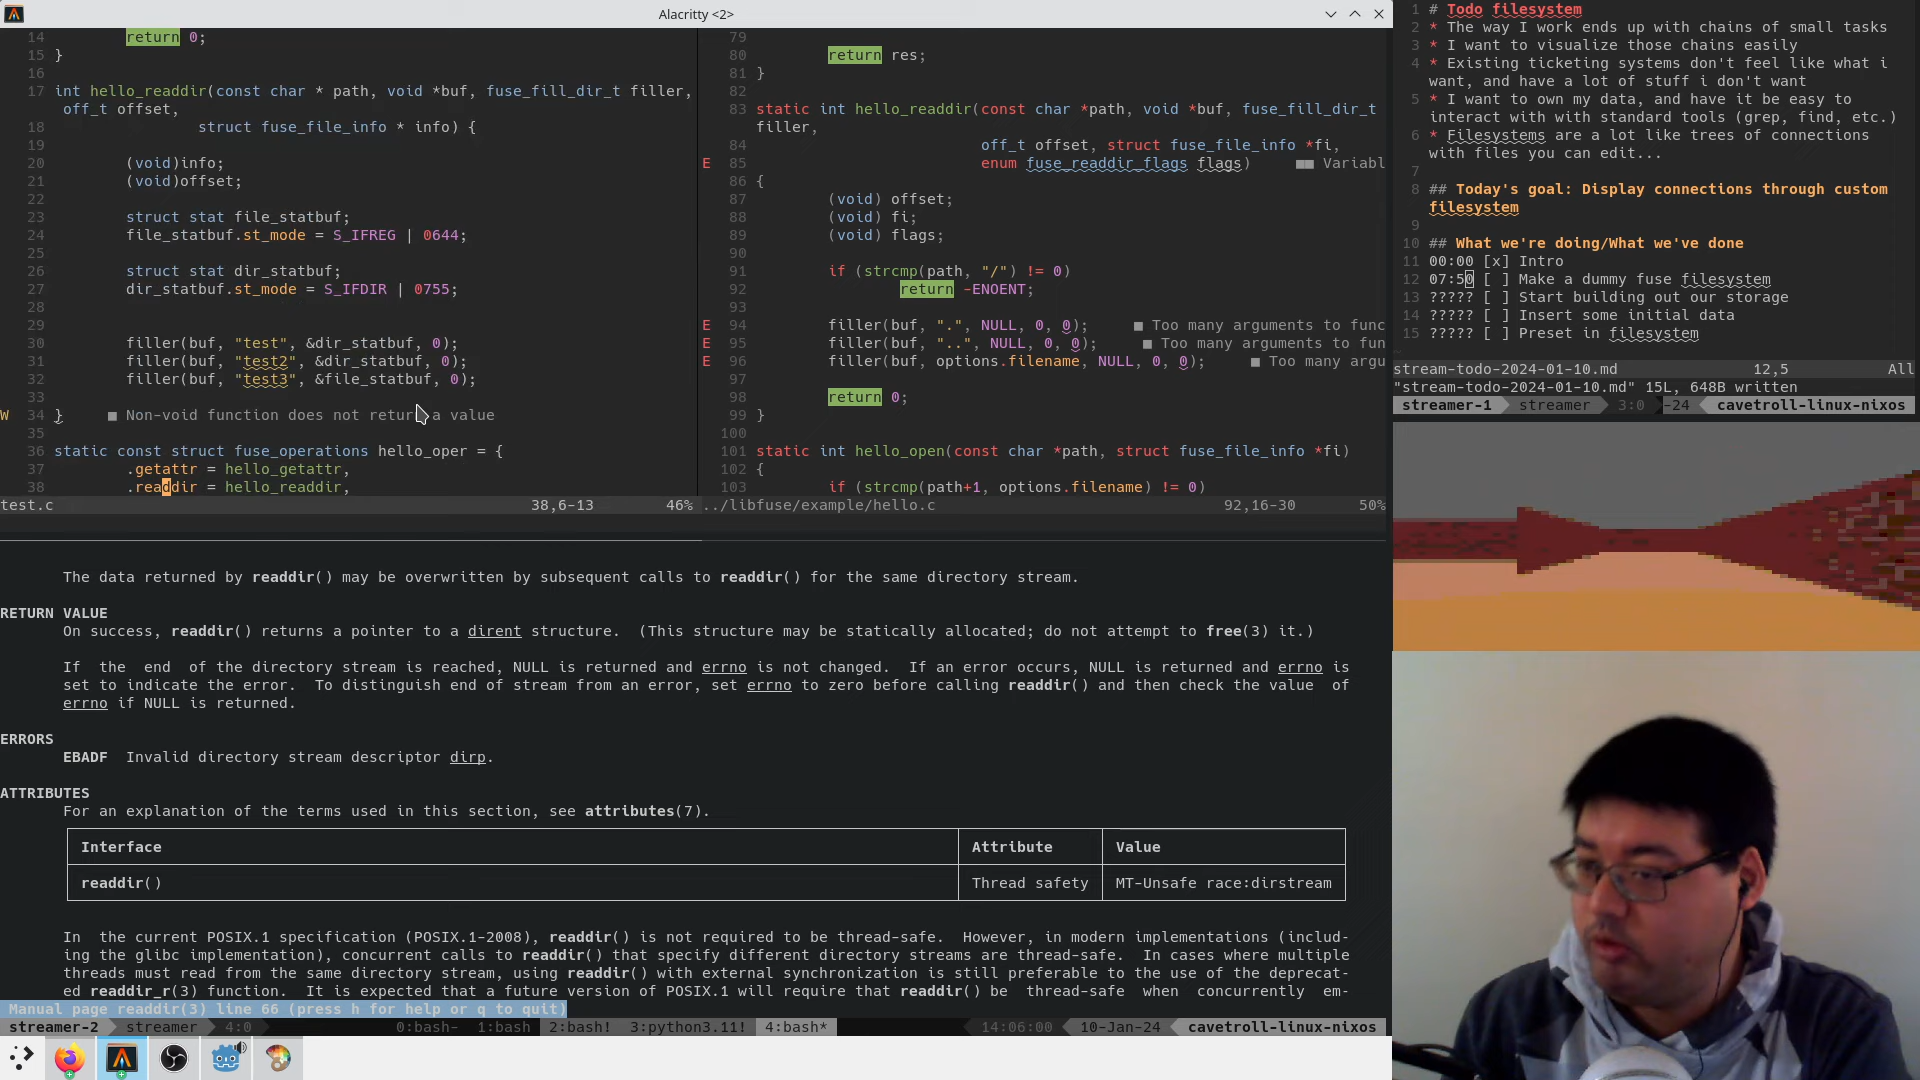 Alacritty <2>
14 return 0;
15 }
16
17 int hello_readdir(const char * path, void *buf, fuse_fill_dir_t filler,
off_t offset,
18 struct fuse_file_info * info) {
19
20 (void)info;
21 (void)offset;
22
23 struct stat file_statbuf;
24 file_statbuf.st_mode = S_IFREG | 0644;
25
26 struct stat dir_statbuf;
27 dir_statbuf.st_mode = S_IFDIR | 0755;
28
29
30 filler(buf, "test", &dir_statbuf, 0);
31 filler(buf, "test2", &dir_statbuf, 0);
32 filler(buf, "test3", &file_statbuf, 0);
33
W 34 } ■ Non-void function does not return a value
35
36 static const struct fuse_operations hello_oper = {
37 .getattr = hello_getattr,
38 .readdir = hello_readdir,
test.c 38,6-13 46%
79
80 return res;
81 }
82
83 static int hello_readdir(const char *path, void *buf, fuse_fill_dir_t
filler,
84 off_t offset, struct fuse_file_info *fi,
E 85 enum fuse_readdir_flags flags) ■■ Variabl
86 {
87 (void) offset;
88 (void) fi;
89 (void) flags;
90
91 if (strcmp(path, "/") != 0)
92 return -ENOENT;
93
E 94 filler(buf, ".", NULL, 0, 0); ■ Too many arguments to func
E 95 filler(buf, "..", NULL, 0, 0); ■ Too many arguments to fun
E 96 filler(buf, options.filename, NULL, 0, 0); ■ Too many argu
97
98 return 0;
99 }
100
101 static int hello_open(const char *path, struct fuse_file_info *fi)
102 {
103 if (strcmp(path+1, options.filename) != 0)
../libfuse/example/hello.c 92,16-30 50%
The data returned by readdir() may be overwritten by subsequent calls to readdir() for the same directory stream.
RETURN VALUE
On success, readdir() returns a pointer to a dirent structure. (This structure may be statically allocated; do not attempt to free(3) it.)
If the end of the directory stream is reached, NULL is returned and errno is not changed. If an error occurs, NULL is returned and errno is
set to indicate the error. To distinguish end of stream from an error, set errno to zero before calling readdir() and then check the value of
errno if NULL is returned.
ERRORS
EBADF Invalid directory stream descriptor dirp.
ATTRIBUTES
For an explanation of the terms used in this section, see attributes(7).
Interface Attribute Value
readdir() Thread safety MT-Unsafe race:dirstream
In the current POSIX.1 specification (POSIX.1-2008), readdir() is not required to be thread-safe. However, in modern implementations (includ-
ing the glibc implementation), concurrent calls to readdir() that specify different directory streams are thread-safe. In cases where multiple
threads must read from the same directory stream, using readdir() with external synchronization is still preferable to the use of the deprecat-
ed readdir_r(3) function. It is expected that a future version of POSIX.1 will require that readdir() be thread-safe when concurrently em-
Manual page readdir(3) line 66 (press h for help or q to quit)
streamer-2 streamer 4:0 0:bash- 1:bash 2:bash! 3:python3.11! 4:bash* 14:06:00 10-Jan-24 cavetroll-linux-nixos
1 # Todo filesystem
2 * The way I work ends up with chains of small tasks
3 * I want to visualize those chains easily
4 * Existing ticketing systems don't feel like what i
want, and have a lot of stuff i don't want
5 * I want to own my data, and have it be easy to
interact with with standard tools (grep, find, etc.)
6 * Filesystems are a lot like trees of connections
with files you can edit...
7
8 ## Today's goal: Display connections through custom
filesystem
9
10 ## What we're doing/What we've done
11 00:00 [x] Intro
12 07:50 [ ] Make a dummy fuse filesystem
13 ????? [ ] Start building out our storage
14 ????? [ ] Insert some initial data
15 ????? [ ] Preset in filesystem
~
stream-todo-2024-01-10.md 12,5 All
"stream-todo-2024-01-10.md" 15L, 648B written
streamer-1 streamer 3:0 -24 cavetroll-linux-nixos